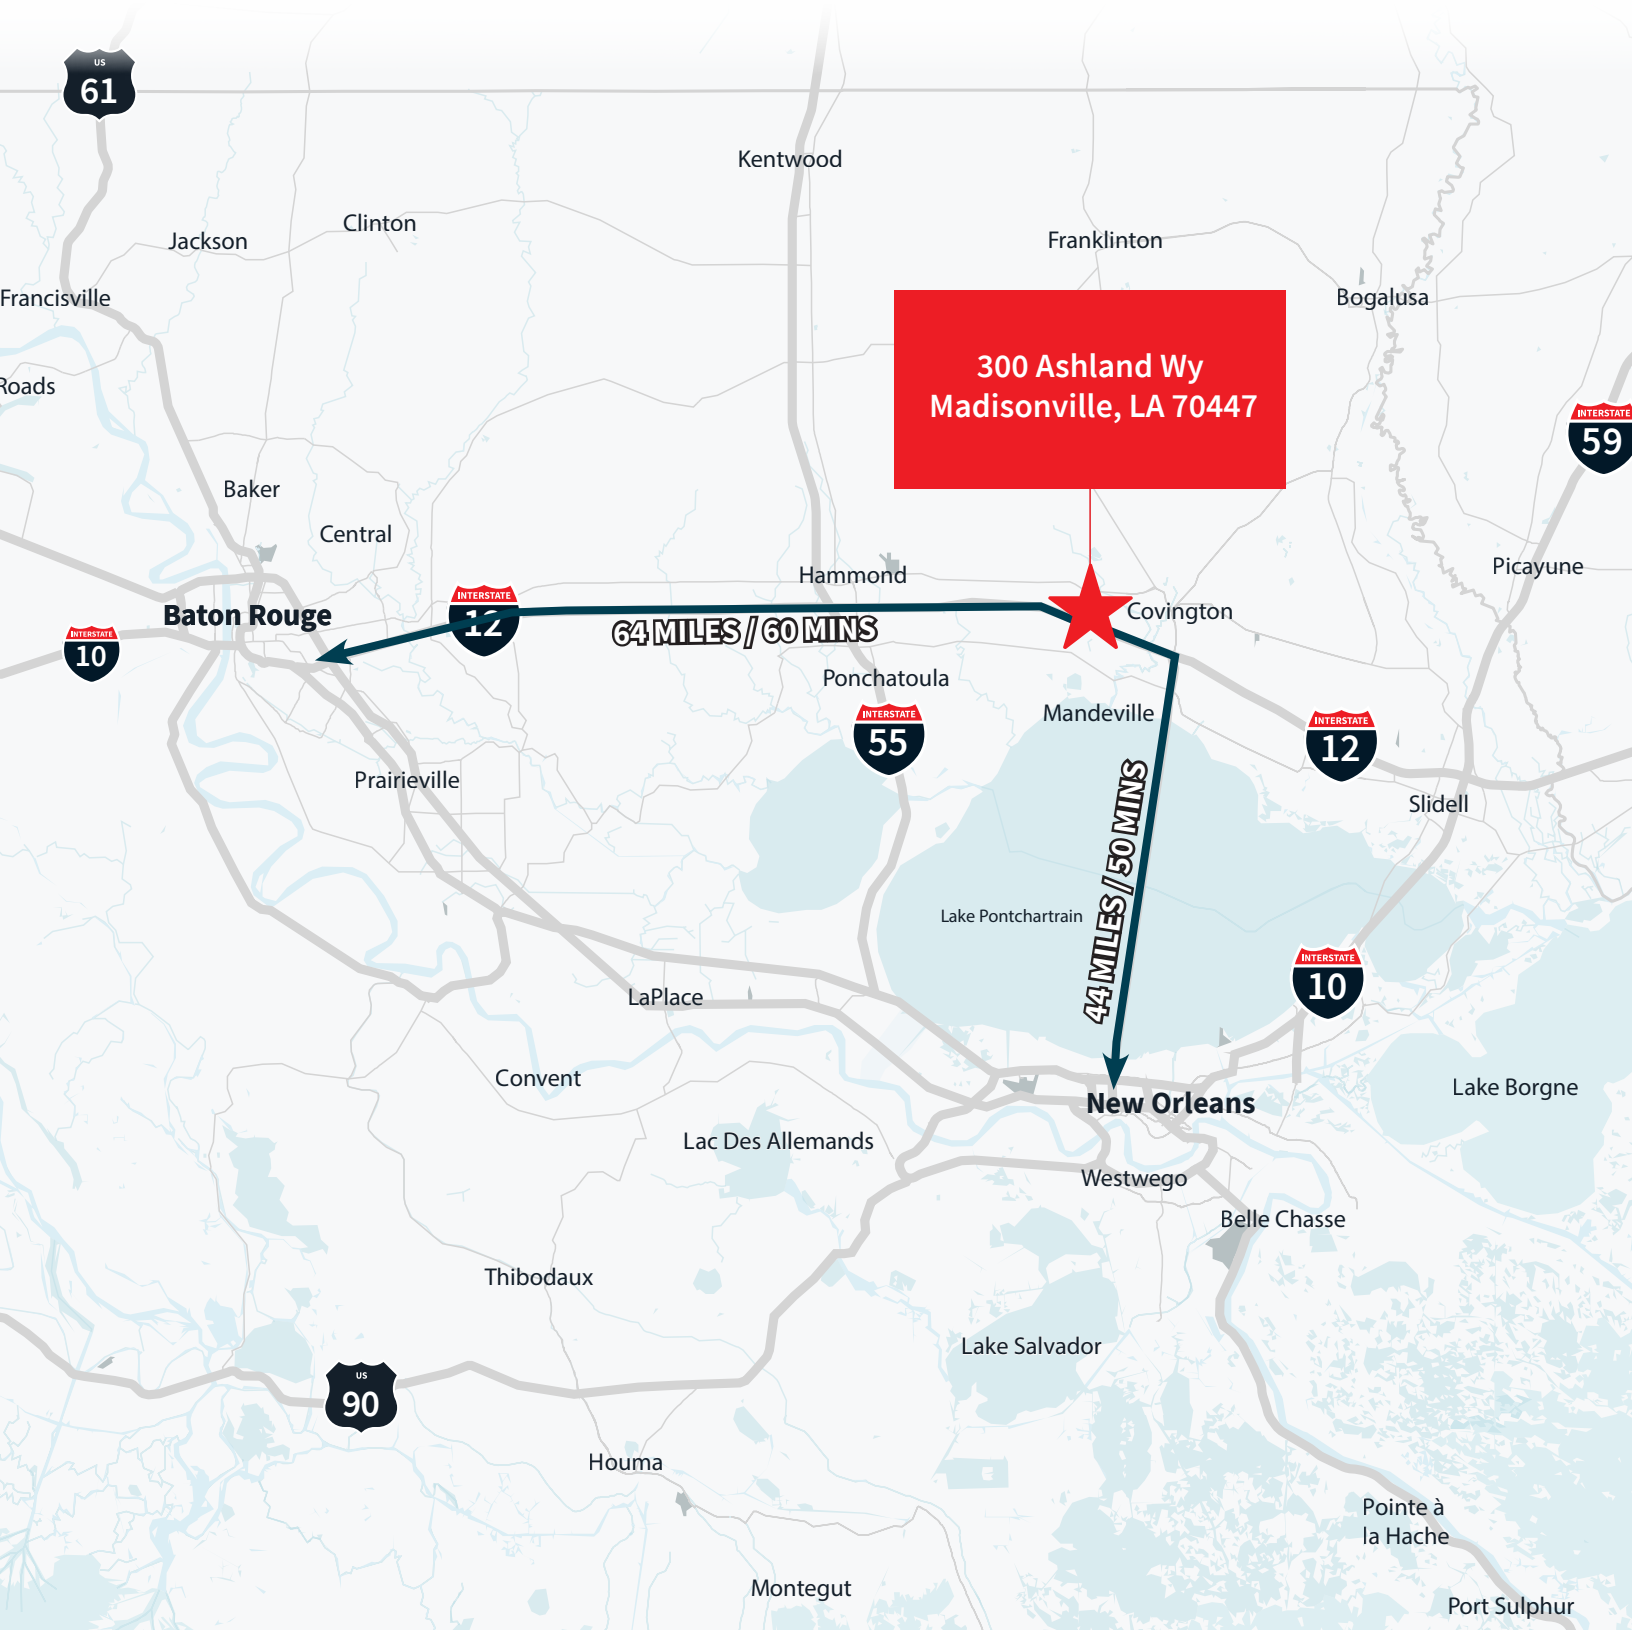 US
61
Kentwood
Clinton
Jackson
Franklinton
Francisville
Bogalusa
300 Ashland Wy
Madisonville, LA 70447
Roads
INTERSTATE
59
Baker
Central
Picayune
Hammond
INTERSTATE
12
Baton Rouge
Covington
64 MILES / 60 MINS
INTERSTATE
10
Ponchatoula
Mandeville
INTERSTATE
55
INTERSTATE
12
Prairieville
Slidell
44 MILES / 50 MINS
Lake Pontchartrain
INTERSTATE
10
LaPlace
Convent
Lake Borgne
New Orleans
Lac Des Allemands
Westwego
Belle Chasse
Thibodaux
Lake Salvador
US
90
Houma
Pointe à
la Hache
Montegut
Port Sulphur